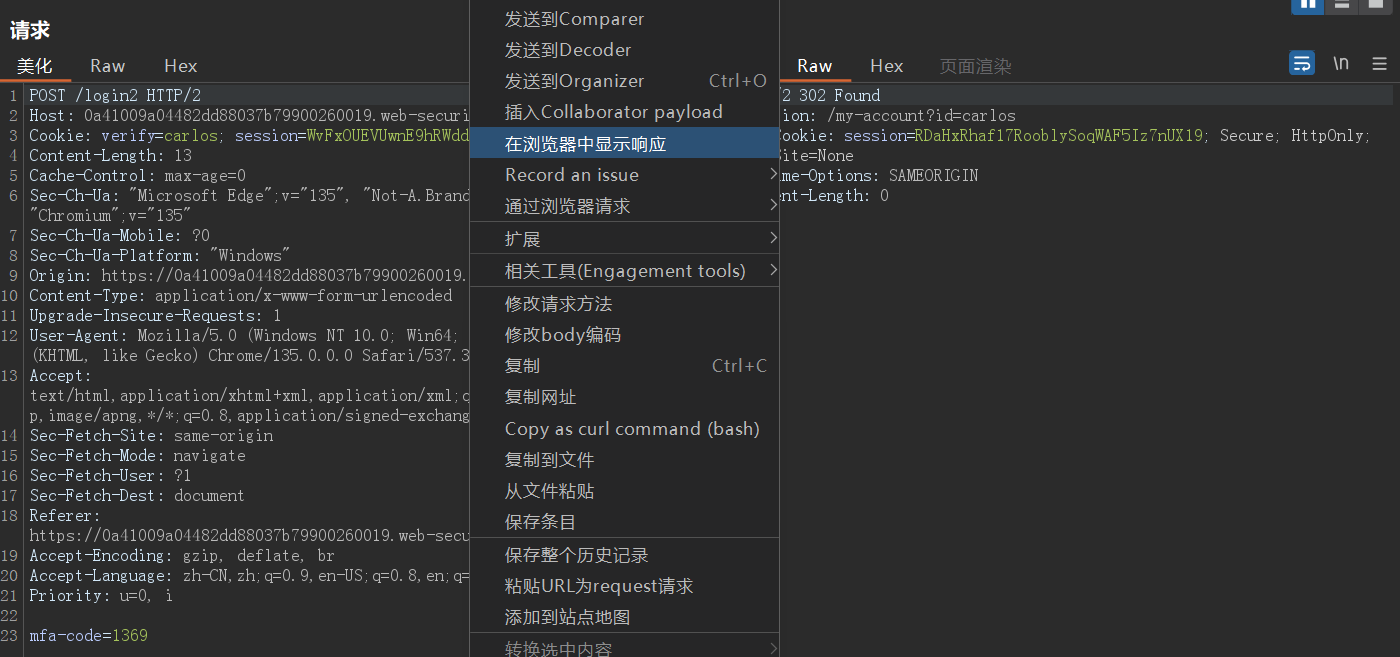 请求
美化 Raw Hex
1 POST /login2 HTTP/2
2 Host: 0a41009a04482dd88037b79900260019.web-securi
3 Cookie: verify=carlos; session=WvFxOUEVUwnE9hRWdd
4 Content-Length: 13
5 Cache-Control: max-age=0
6 Sec-Ch-Ua: "Microsoft Edge";v="135", "Not-A.Brand
"Chromium";v="135"
7 Sec-Ch-Ua-Mobile: ?0
8 Sec-Ch-Ua-Platform: "Windows"
9 Origin: https://0a41009a04482dd88037b79900260019.
10 Content-Type: application/x-www-form-urlencoded
11 Upgrade-Insecure-Requests: 1
12 User-Agent: Mozilla/5.0 (Windows NT 10.0; Win64;
(KHTML, like Gecko) Chrome/135.0.0.0 Safari/537.3
13 Accept:
text/html,application/xhtml+xml,application/xml;q
p,image/apng,*/*;q=0.8,application/signed-exchang
14 Sec-Fetch-Site: same-origin
15 Sec-Fetch-Mode: navigate
16 Sec-Fetch-User: ?1
17 Sec-Fetch-Dest: document
18 Referer:
https://0a41009a04482dd88037b79900260019.web-secu
19 Accept-Encoding: gzip, deflate, br
20 Accept-Language: zh-CN,zh;q=0.9,en-US;q=0.8,en;q=
21 Priority: u=0, i
22
23 mfa-code=1369
发送到Comparer
发送到Decoder
发送到Organizer Ctrl+O
插入Collaborator payload
在浏览器中显示响应
Record an issue
通过浏览器请求
扩展
相关工具(Engagement tools)
修改请求方法
修改body编码
复制 Ctrl+C
复制网址
Copy as curl command (bash)
复制到文件
从文件粘贴
保存条目
保存整个历史记录
粘贴URL为request请求
添加到站点地图
转换选中内容
Raw Hex 页面渲染 \n
/2 302 Found
ion: /my-account?id=carlos
ookie: session=RDaHxRhaf17RooblySoqWAF5Iz7nUX19; Secure; HttpOnly;
ite=None
me-Options: SAMEORIGIN
nt-Length: 0